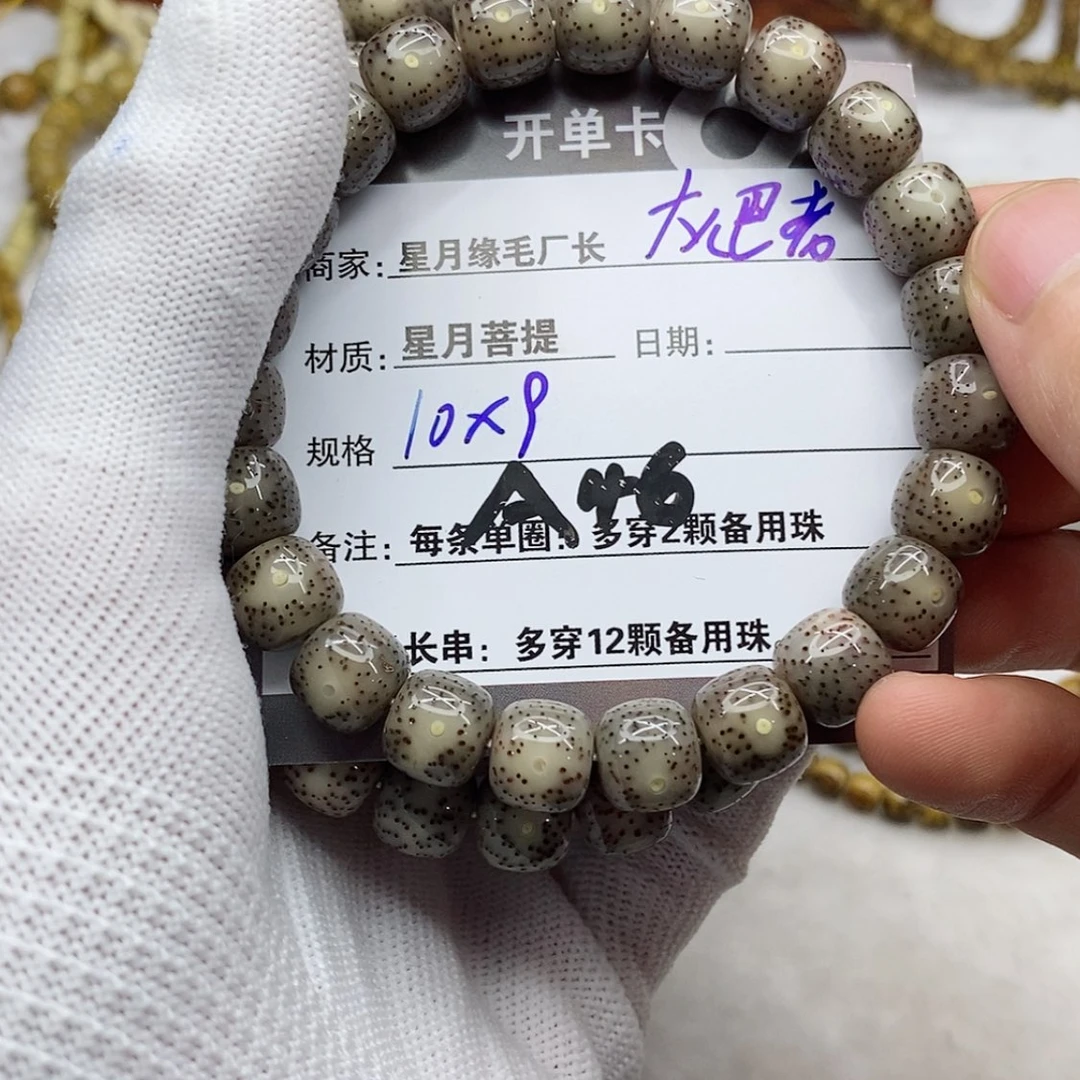 开单卡
商家：星月缘毛厂长 大巴者
材质：星月菩提 日期：
规格 10×9
A46
备注：每条单圈：多穿2颗备用珠
长串：多穿12颗备用珠